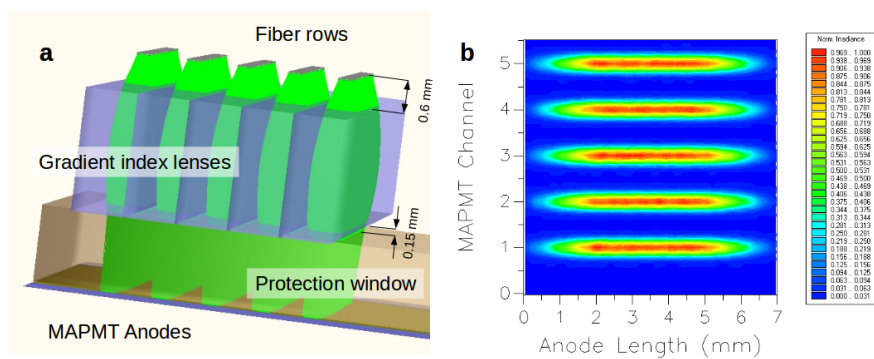 a
Fiber rows
0.6 mm
Gradient index lenses
0.15 mm
Protection window
MAPMT Anodes
b
MAPMT Channel
5
4
3
2
1
0
0 1 2 3 4 5 6 7
Anode Length (mm)
Norm. Irradiance
0.969 .. 1.000
0.938 .. 0.969
0.906 .. 0.938
0.875 .. 0.906
0.844 .. 0.875
0.813 .. 0.844
0.781 .. 0.813
0.750 .. 0.781
0.719 .. 0.750
0.688 .. 0.719
0.656 .. 0.688
0.625 .. 0.656
0.594 .. 0.625
0.563 .. 0.594
0.531 .. 0.563
0.500 .. 0.531
0.469 .. 0.500
0.438 .. 0.469
0.406 .. 0.438
0.375 .. 0.406
0.344 .. 0.375
0.313 .. 0.344
0.281 .. 0.313
0.250 .. 0.281
0.219 .. 0.250
0.188 .. 0.219
0.156 .. 0.188
0.125 .. 0.156
0.094 .. 0.125
0.063 .. 0.094
0.031 .. 0.063
0.000 .. 0.031